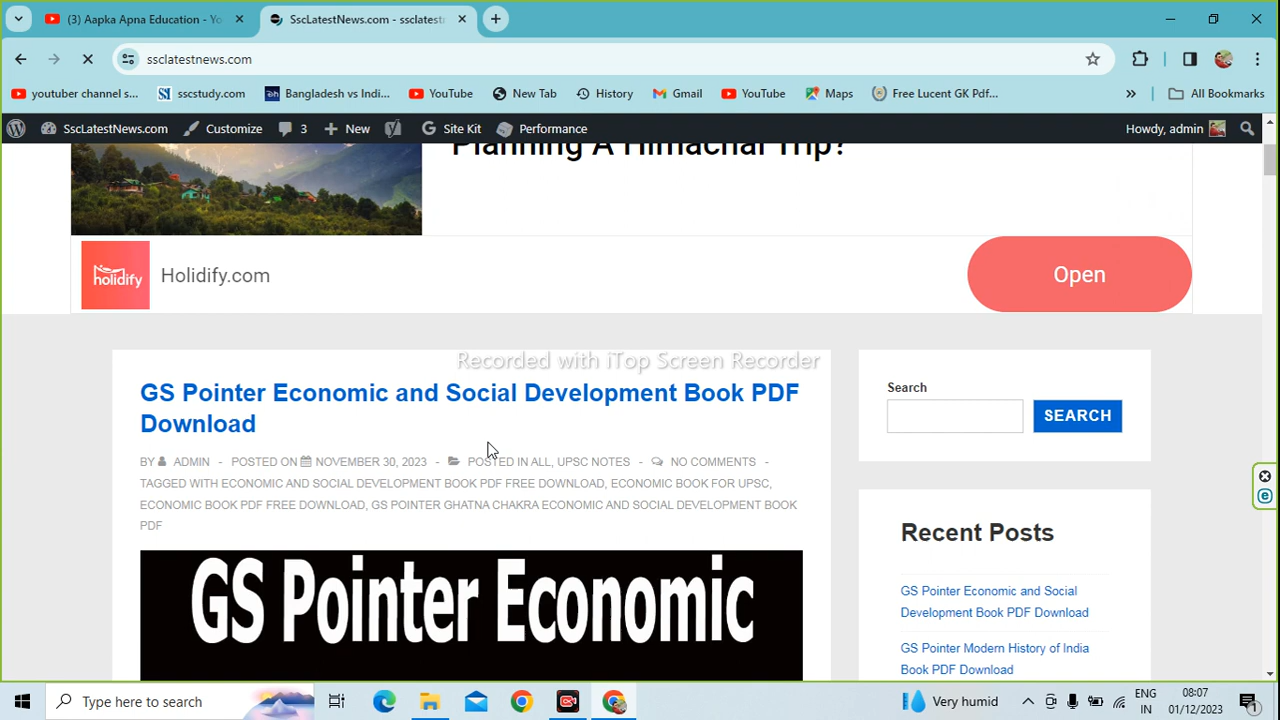 (3) Aapka Apna Education - Yo
SscLatestNews.com - ssclatest
ssclatestnews.com
youtuber channel s...
sscstudy.com
Bangladesh vs Indi...
YouTube
New Tab
History
Gmail
YouTube
Maps
Free Lucent GK Pdf...
»
All Bookmarks
SscLatestNews.com
Customize
3
New
Site Kit
Performance
Howdy, admin
Planning A Himachal Trip?
holidify
Holidify.com
Open
Recorded with iTop Screen Recorder
GS Pointer Economic and Social Development Book PDF
Download
BY ADMIN - POSTED ON NOVEMBER 30, 2023 - POSTED IN ALL, UPSC NOTES - NO COMMENTS -
TAGGED WITH ECONOMIC AND SOCIAL DEVELOPMENT BOOK PDF FREE DOWNLOAD, ECONOMIC BOOK FOR UPSC,
ECONOMIC BOOK PDF FREE DOWNLOAD, GS POINTER GHATNA CHAKRA ECONOMIC AND SOCIAL DEVELOPMENT BOOK
PDF
GS Pointer Economic
Search
SEARCH
Recent Posts
GS Pointer Economic and Social
Development Book PDF Download
GS Pointer Modern History of India
Book PDF Download
Type here to search
Very humid
ENG
IN
08:07
01/12/2023
1